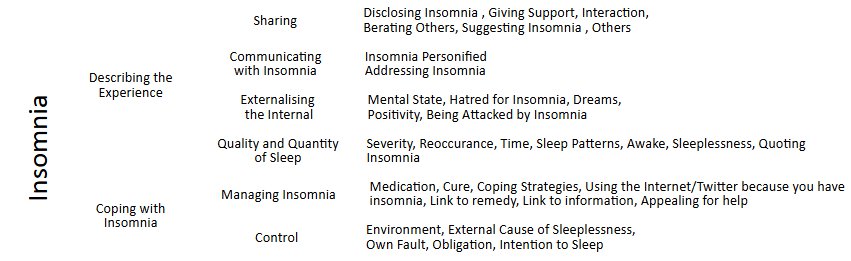 Insomnia
Describing the
Experience
Sharing
Disclosing Insomnia , Giving Support, Interaction,
Berating Others, Suggesting Insomnia , Others
Communicating
with Insomnia
Insomnia Personified
Addressing Insomnia
Externalising
the Internal
Mental State, Hatred for Insomnia, Dreams,
Positivity, Being Attacked by Insomnia
Quality and Quantity
of Sleep
Severity, Reoccurance, Time, Sleep Patterns, Awake, Sleeplessness, Quoting
Insomnia
Coping with
Insomnia
Managing Insomnia
Medication, Cure, Coping Strategies, Using the Internet/Twitter because you have
insomnia, Link to remedy, Link to information, Appealing for help
Control
Environment, External Cause of Sleeplessness,
Own Fault, Obligation, Intention to Sleep